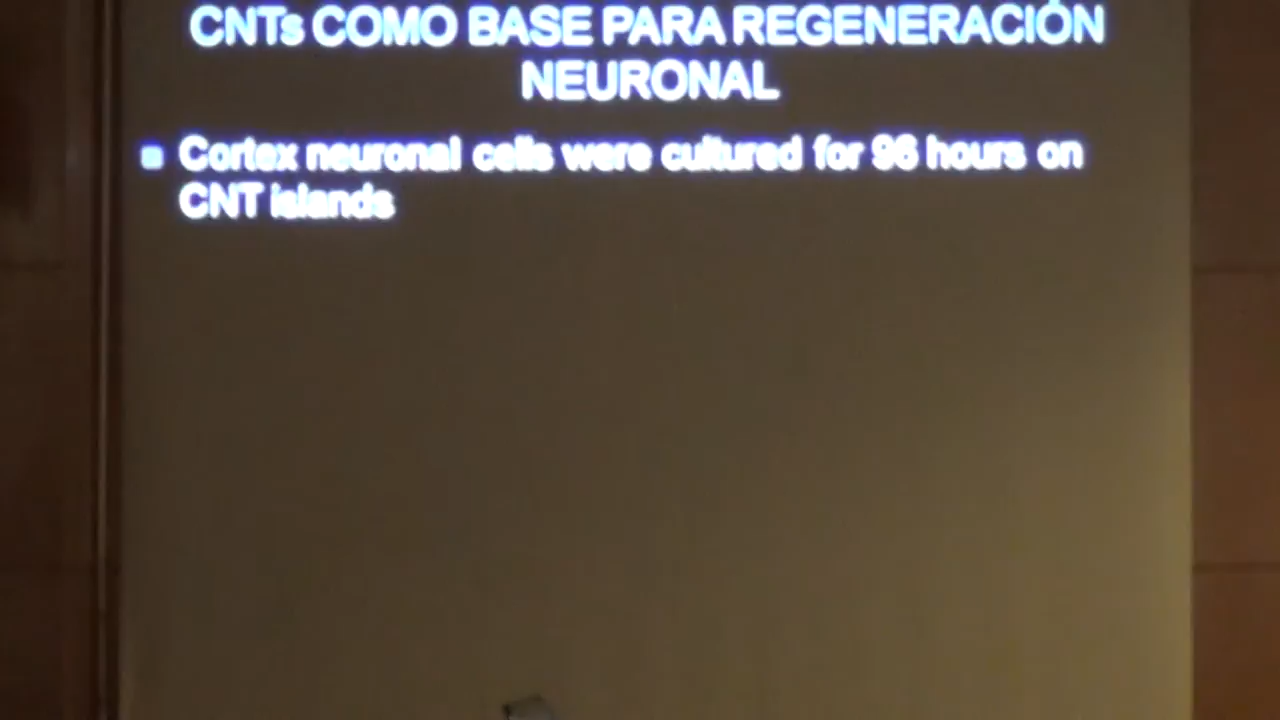 CNTs COMO BASE PARA REGENERACIÓN
NEURONAL
Cortex neuronal cells were cultured for 96 hours on
CNT islands